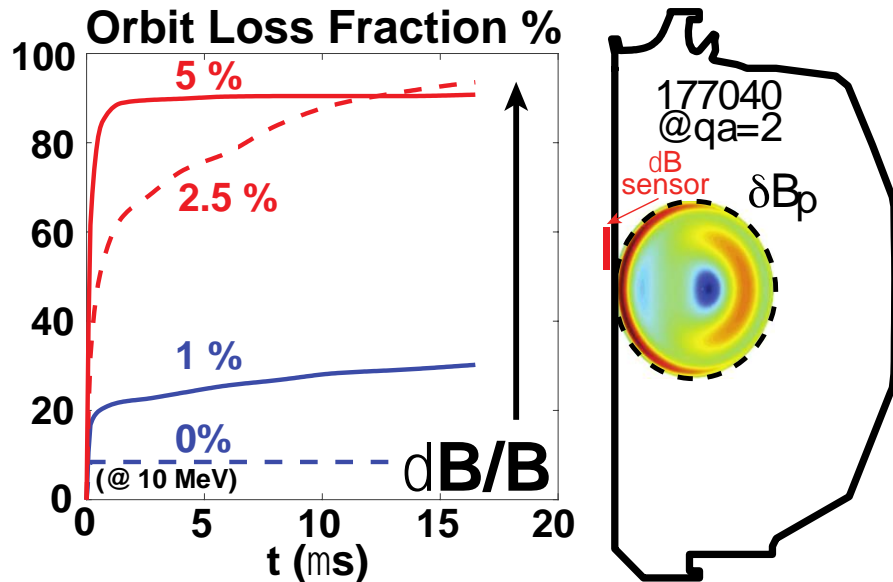 Orbit Loss Fraction %
100
80
60
40
20
0
5 %
2.5 %
1 %
0%
(@ 10 MeV)
dB/B
0
5
10
15
20
t (ms)
177040
@qa=2
dB
sensor
δBp